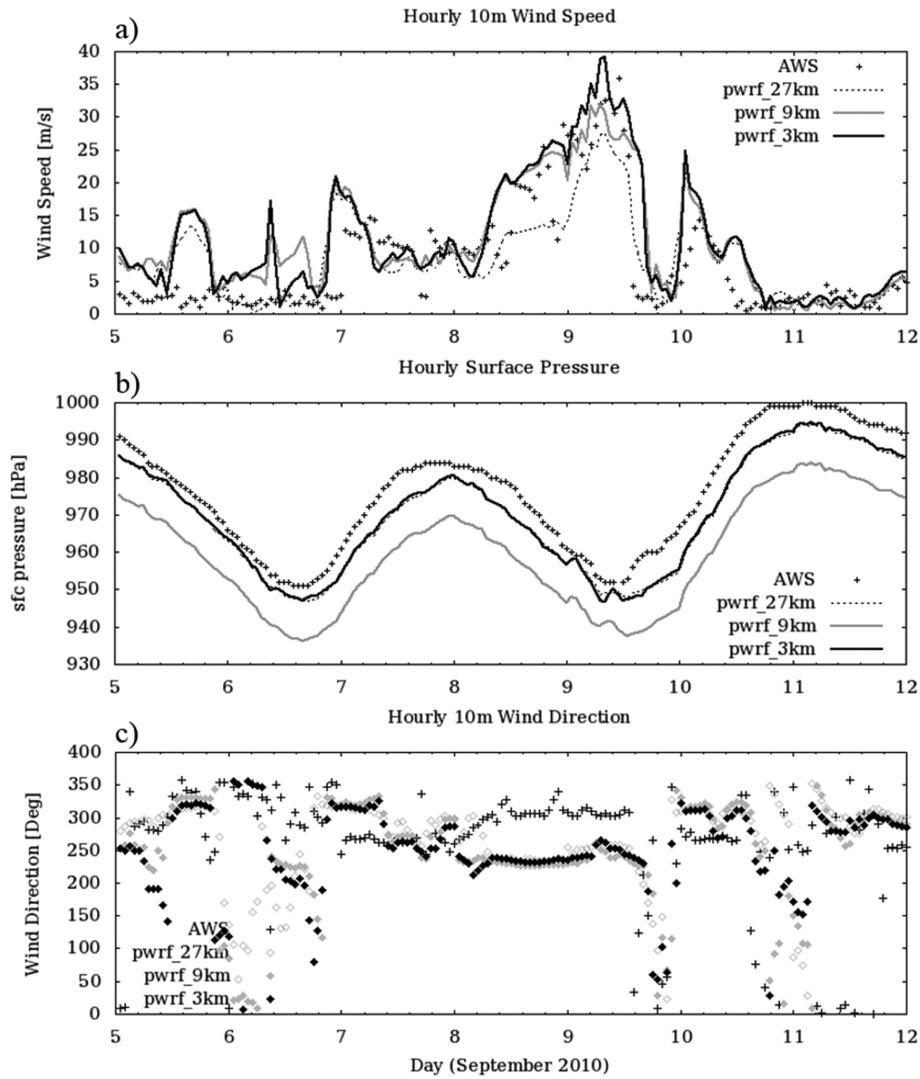 Hourly 10m Wind Speed
a)
40
35
30
25
20
15
10
5
0
Wind Speed [m/s]
AWS
pwrf_27km
pwrf_9km
pwrf_3km
5 6 7 8 9 10 11 12
Hourly Surface Pressure
b)
1000
990
980
970
960
950
940
930
sfc pressure [hPa]
AWS
pwrf_27km
pwrf_9km
pwrf_3km
5 6 7 8 9 10 11 12
Hourly 10m Wind Direction
c)
400
350
300
250
200
150
100
50
0
Wind Direction [Deg]
AWS
pwrf_27km
pwrf_9km
pwrf_3km
5 6 7 8 9 10 11 12
Day (September 2010)